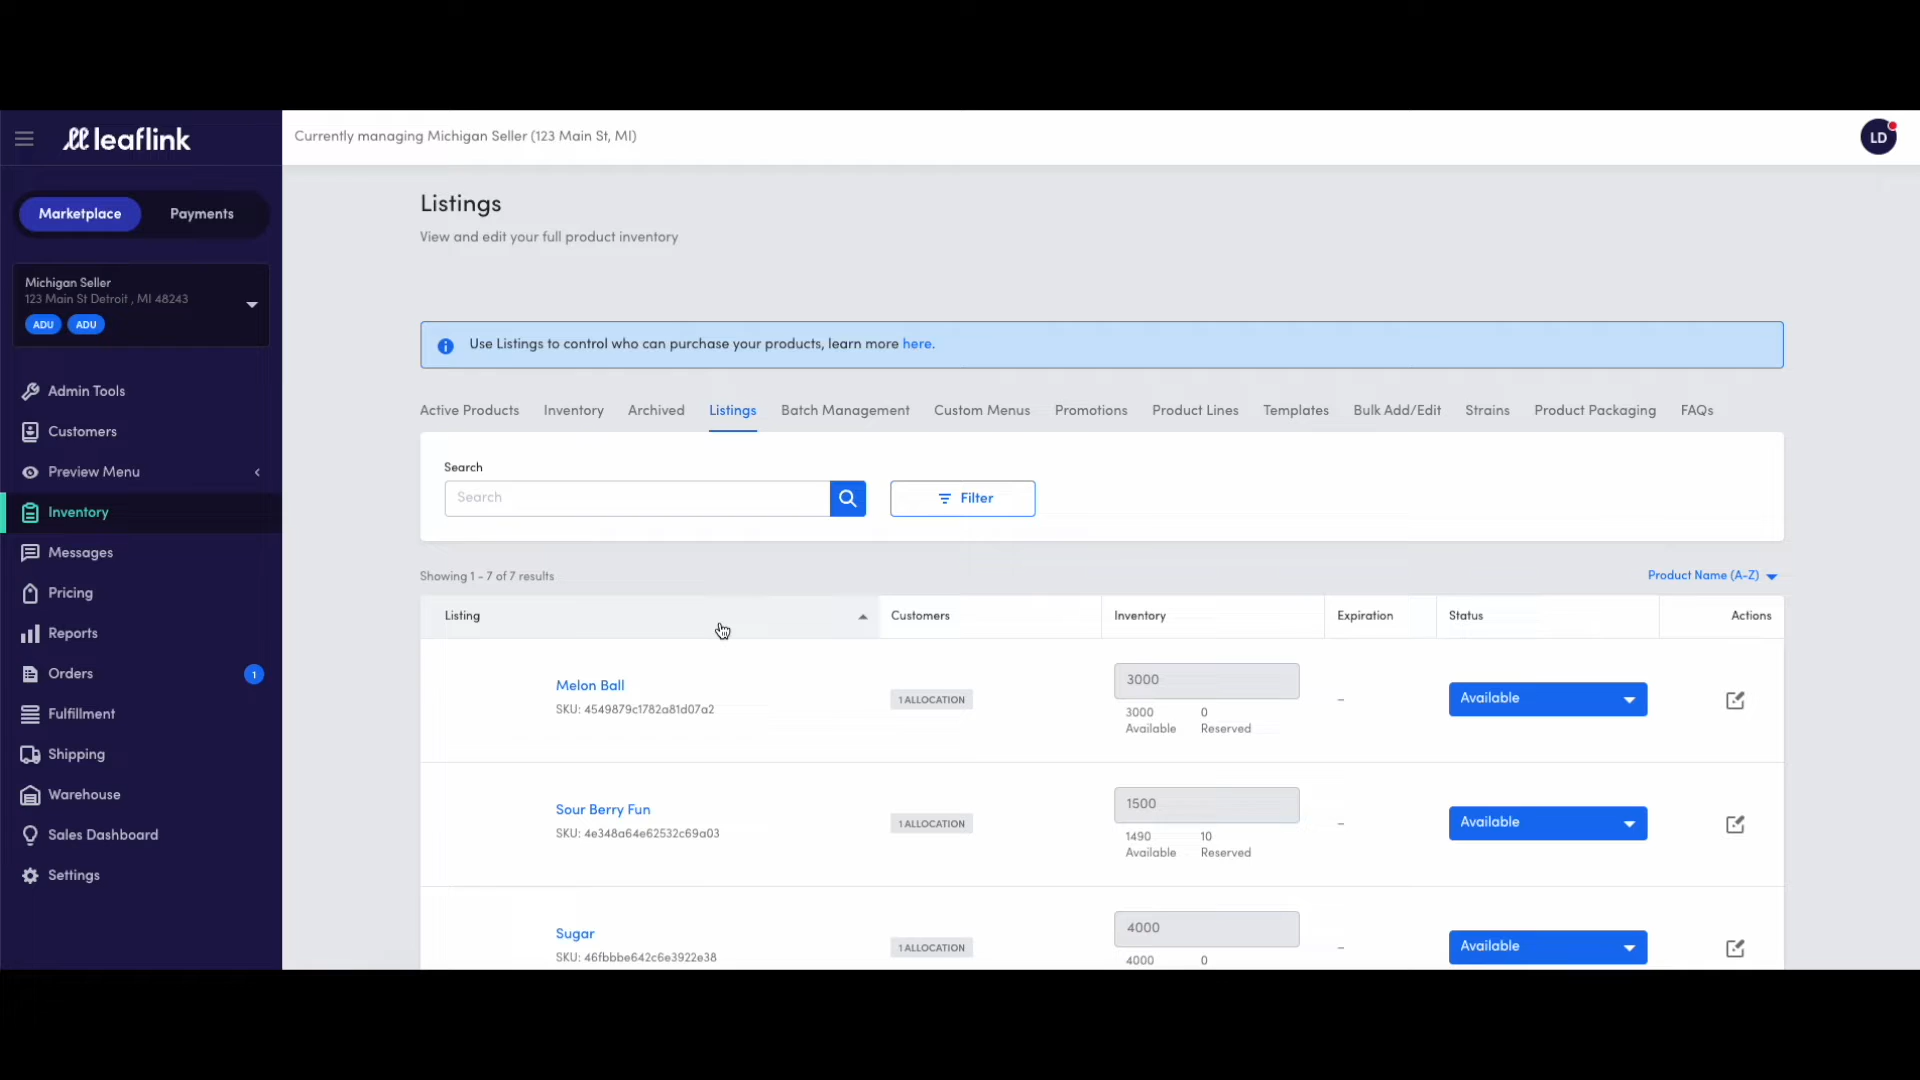 leaflink
Currently managing Michigan Seller (123 Main St, MI)
LD
Marketplace
Payments
Michigan Seller
123 Main St Detroit , MI 48243
ADU
ADU
Admin Tools
Customers
Preview Menu
Inventory
Messages
Pricing
Reports
Orders
1
Fulfillment
Shipping
Warehouse
Sales Dashboard
Settings
Listings
View and edit your full product inventory
Use Listings to control who can purchase your products, learn more here.
Active Products
Inventory
Archived
Listings
Batch Management
Custom Menus
Promotions
Product Lines
Templates
Bulk Add/Edit
Strains
Product Packaging
FAQs
Search
Search
Filter
Showing 1 - 7 of 7 results
Product Name (A-Z)
Listing
Customers
Inventory
Expiration
Status
Actions
Melon Ball
SKU: 4549879c1782a81d07a2
1 ALLOCATION
3000
3000
Available
0
Reserved
–
Available
Sour Berry Fun
SKU: 4e348a64e62532c69a03
1 ALLOCATION
1500
1490
Available
10
Reserved
–
Available
Sugar
SKU: 46fbbbe642c6e3922e38
1 ALLOCATION
4000
4000
0
–
Available